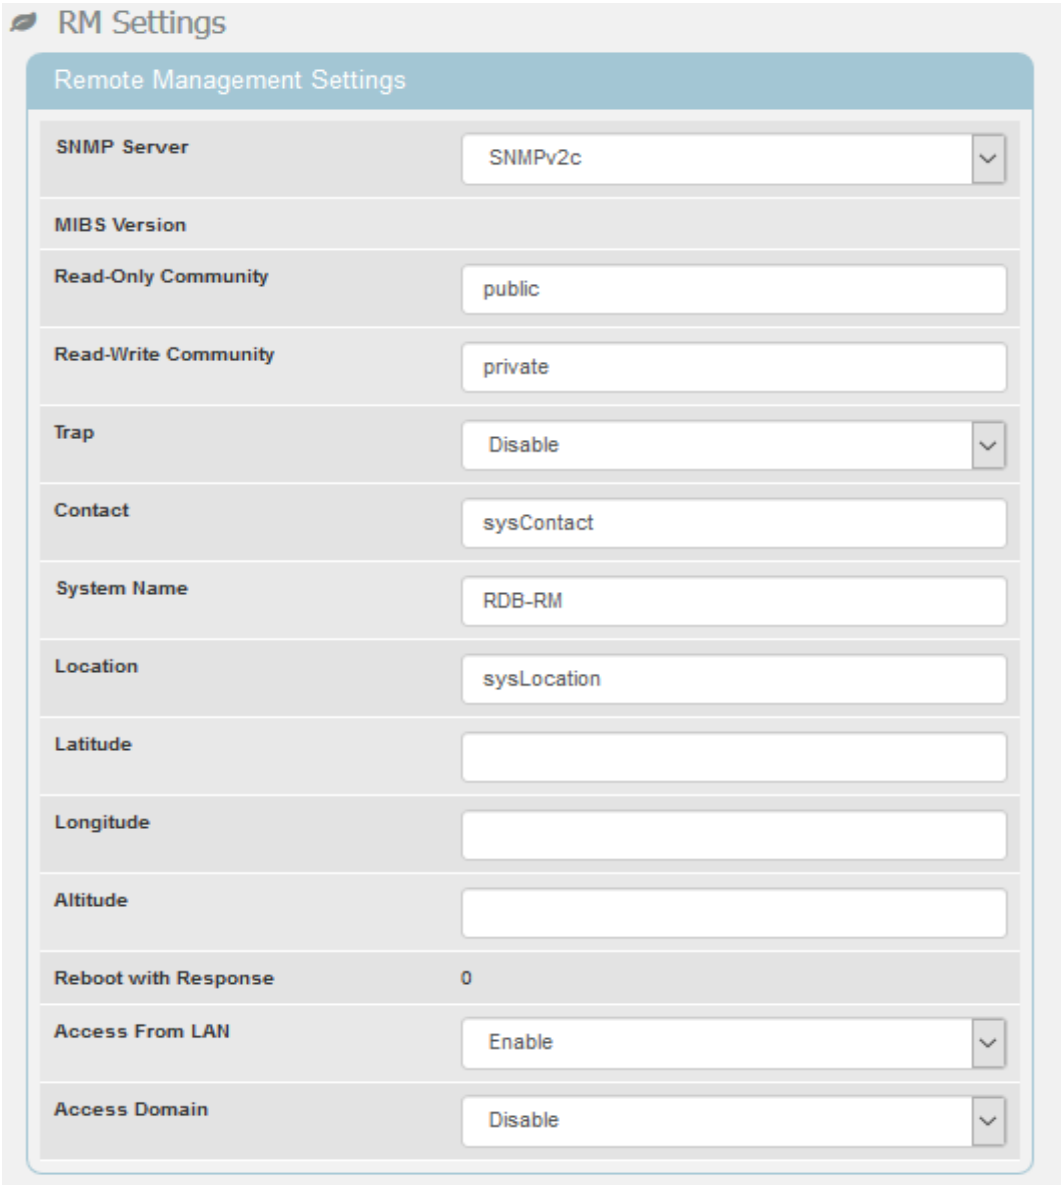 RM Settings
Remote Management Settings
SNMP Server SNMPv2c
MIBS Version
Read-Only Community public
Read-Write Community private
Trap Disable
Contact sysContact
System Name RDB-RM
Location sysLocation
Latitude
Longitude
Altitude
Reboot with Response 0
Access From LAN Enable
Access Domain Disable